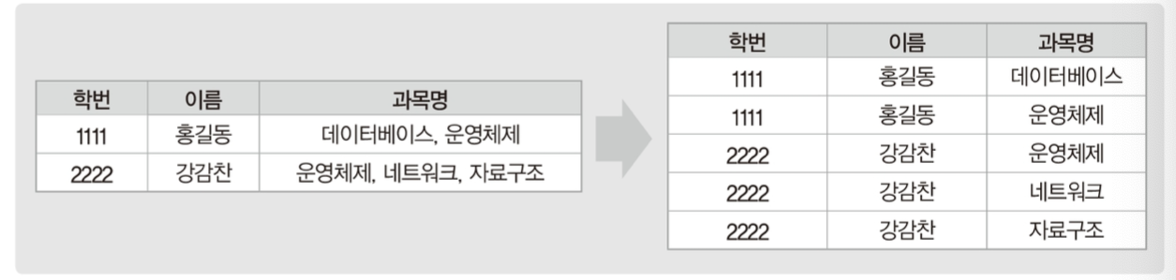 학번 이름 과목명
1111 홍길동 데이터베이스, 운영체제
2222 강감찬 운영체제, 네트워크, 자료구조
학번 이름 과목명
1111 홍길동 데이터베이스
1111 홍길동 운영체제
2222 강감찬 운영체제
2222 강감찬 네트워크
2222 강감찬 자료구조